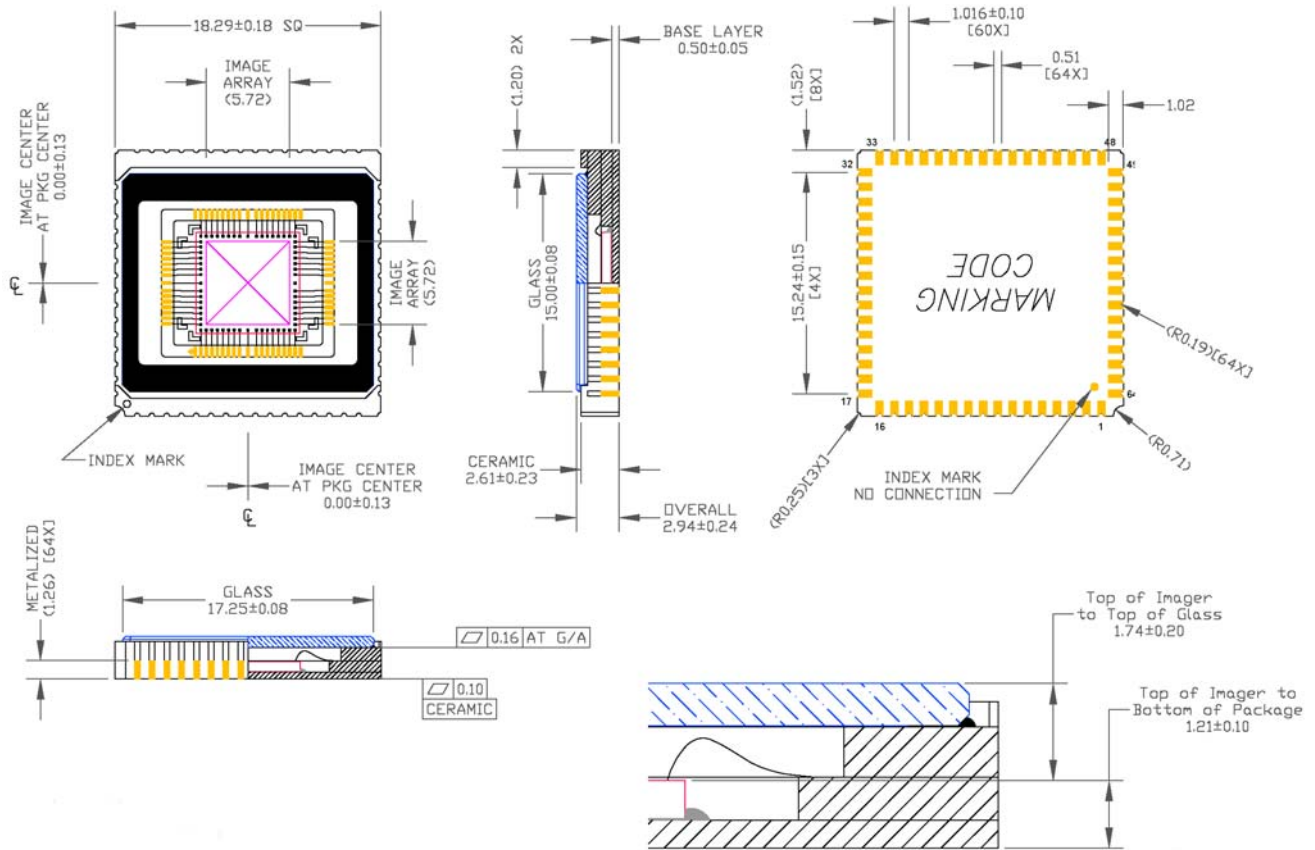 18.29±0.18 SQ
IMAGE
ARRAY
(5.72)
IMAGE CENTER
AT PKG CENTER
0.00±0.13
IMAGE
ARRAY
(5.72)
INDEX MARK
IMAGE CENTER
AT PKG CENTER
0.00±0.13
(1.20) 2X
BASE LAYER
0.50±0.05
GLASS
15.00±0.08
CERAMIC
2.61±0.23
OVERALL
2.94±0.24
1.016±0.10
[60X]
0.51
[64X]
(1.52)
[8X]
1.02
33
48
32
49
15.24±0.15
[4X]
MARKING
CODE
(R0.19)[64X]
17
64
16
1
(R0.71)
(R0.25)[3X]
INDEX MARK
NO CONNECTION
METALIZED
(1.26) [64X]
GLASS
17.25±0.08
0.16 AT G/A
0.10
CERAMIC
Top of Imager
to Top of Glass
1.74±0.20
Top of Imager to
Bottom of Package
1.21±0.10